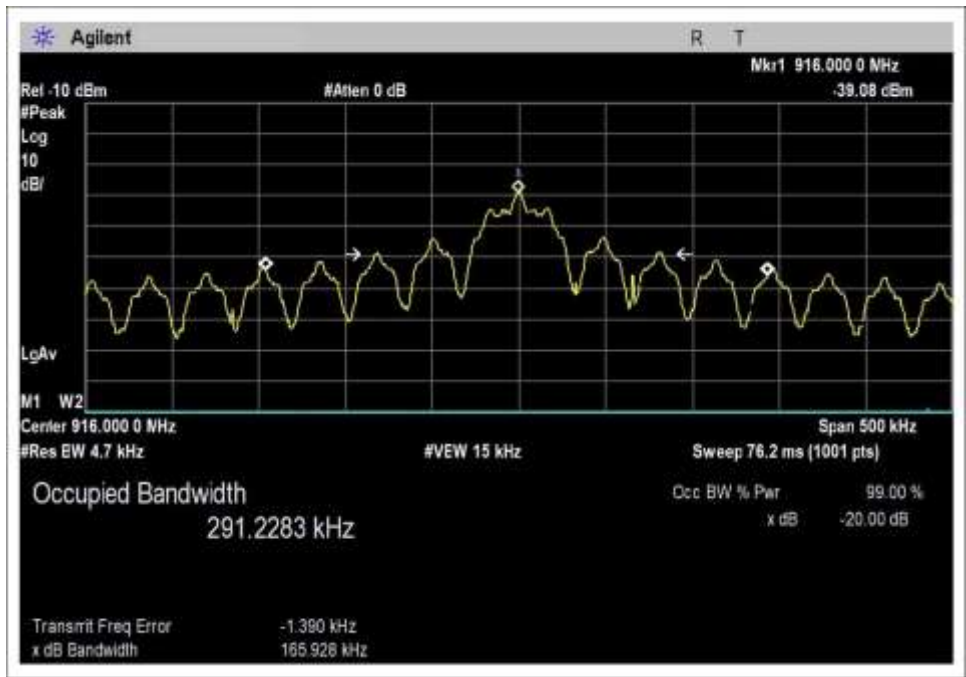 Agilent
R T
Mkr1 916.000 0 MHz
Rel -10 dBm #Atten 0 dB -39.08 dBm
#Peak
Log
10
dB/
1
LgAv
M1 W2
Center 916.000 0 MHz Span 500 kHz
#Res BW 4.7 kHz #VEW 15 kHz Sweep 76.2 ms (1001 pts)
Occupied Bandwidth Occ BW % Pwr 99.00 %
291.2283 kHz x dB -20.00 dB
Transmit Freq Error -1.390 kHz
x dB Bandwidth 165.928 kHz